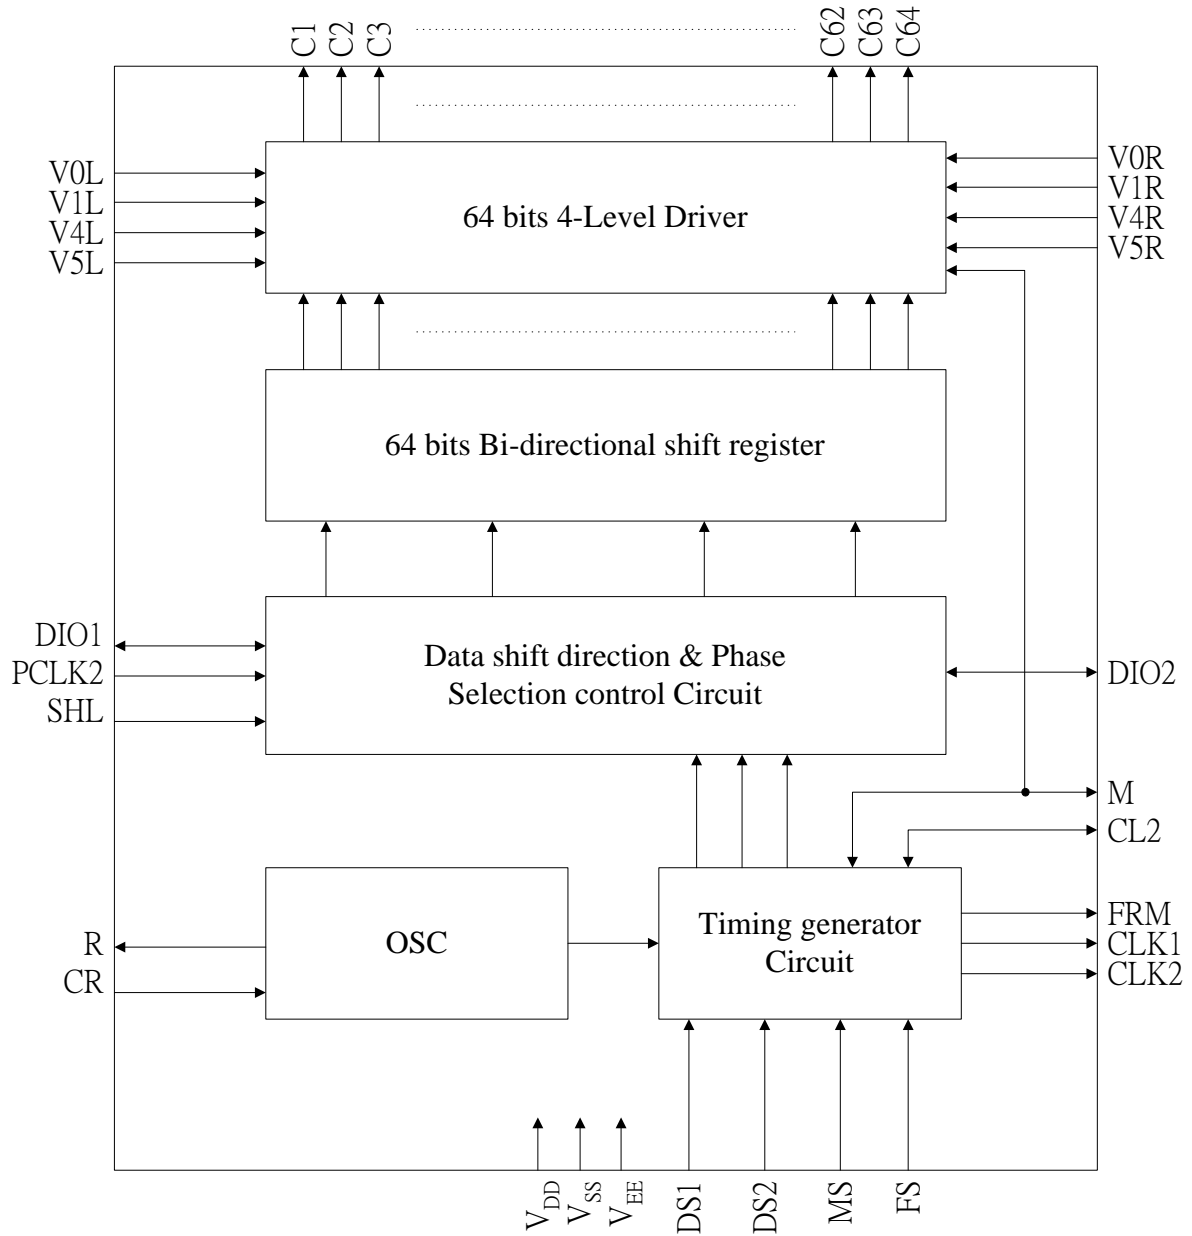 C1
C2
C3
C62
C63
C64
V0L
V1L
V4L
V5L
64 bits 4-Level Driver
V0R
V1R
V4R
V5R
64 bits Bi-directional shift register
DIO1
PCLK2
SHL
Data shift direction & Phase
Selection control Circuit
DIO2
M
CL2
R
CR
OSC
Timing generator
Circuit
FRM
CLK1
CLK2
VDD
VSS
VEE
DS1
DS2
MS
FS